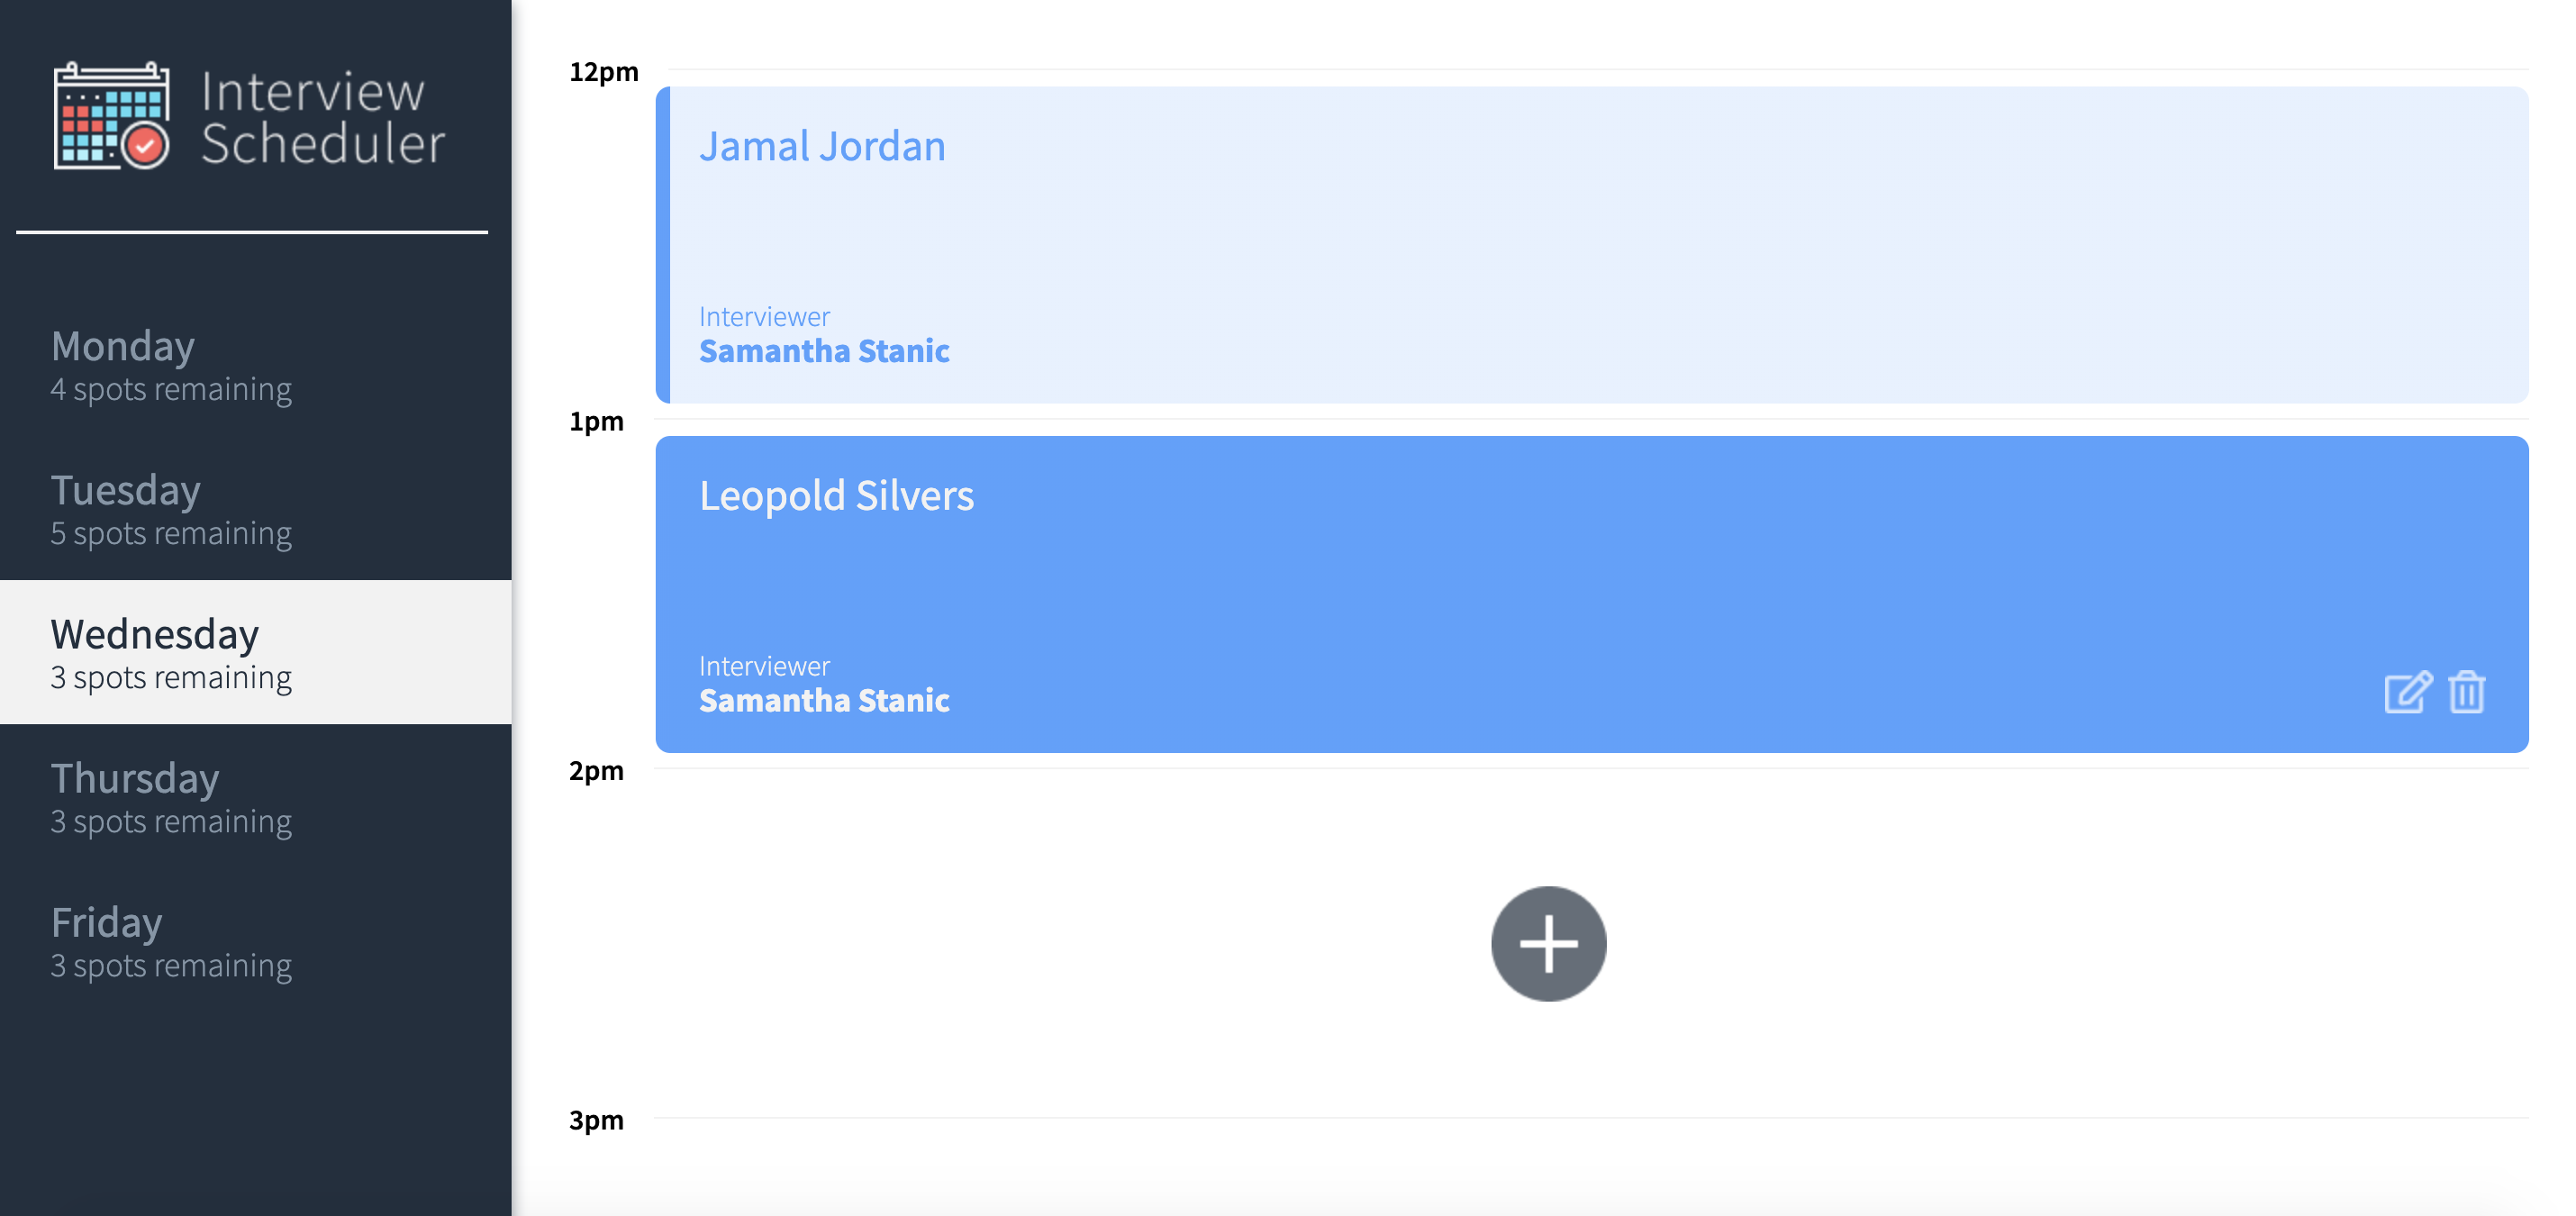 Interview
Scheduler
Monday
4 spots remaining
Tuesday
5 spots remaining
Wednesday
3 spots remaining
Thursday
3 spots remaining
Friday
3 spots remaining
12pm
Jamal Jordan
Interviewer
Samantha Stanic
1pm
Leopold Silvers
Interviewer
Samantha Stanic
2pm
3pm